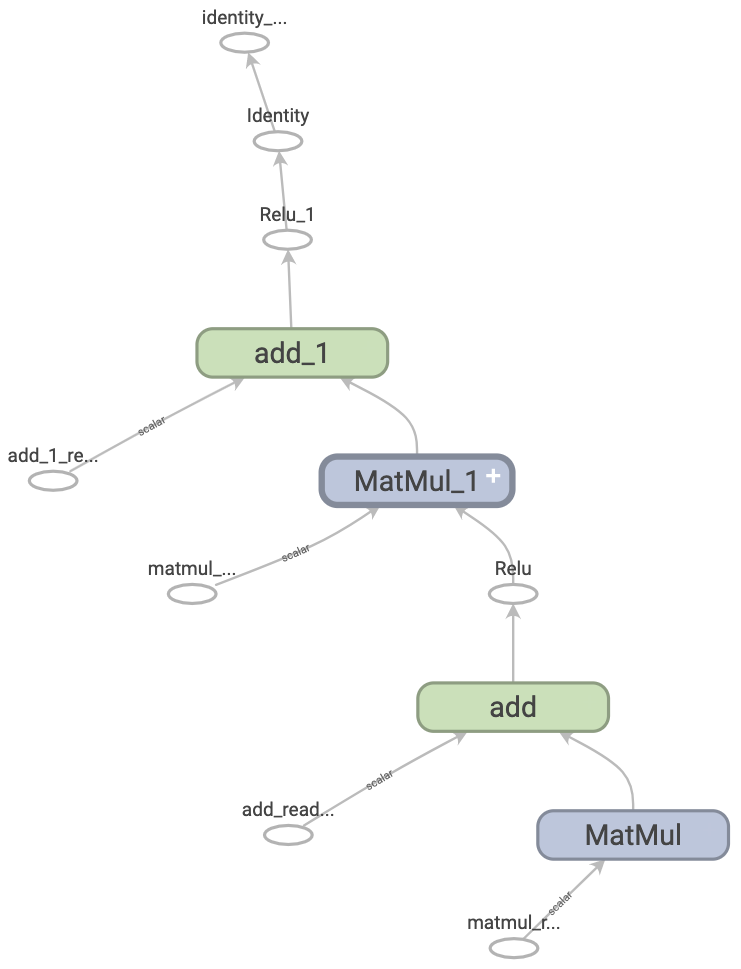 identity_...
Identity
Relu_1
add_1
scalar
add_1_re...
MatMul_1 +
scalar
matmul_...
Relu
add
scalar
add_read...
MatMul
scalar
matmul_r...